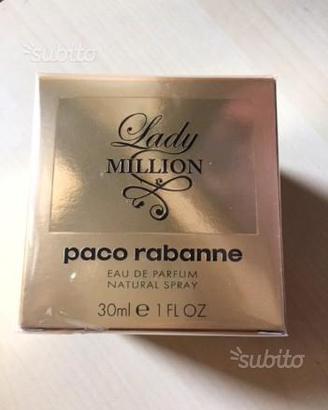 subito
Lady
MILLION
paco rabanne
EAU DE PARFUM
NATURAL SPRAY
30ml e 1 FL OZ
subito